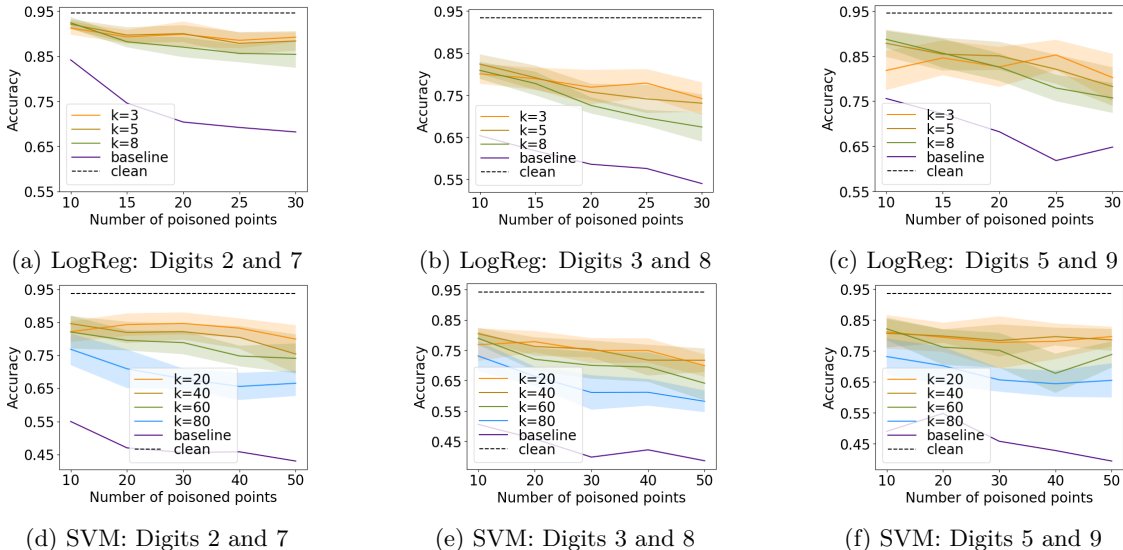 0.95
0.85
0.75
0.65
0.55
Accuracy
k=3
k=5
k=8
baseline
clean
10 15 20 25 30
Number of poisoned points
(a) LogReg: Digits 2 and 7
0.95
0.85
0.75
0.65
0.55
Accuracy
k=3
k=5
k=8
baseline
clean
10 15 20 25 30
Number of poisoned points
(b) LogReg: Digits 3 and 8
0.95
0.85
0.75
0.65
0.55
Accuracy
k=3
k=5
k=8
baseline
clean
10 15 20 25 30
Number of poisoned points
(c) LogReg: Digits 5 and 9
0.95
0.85
0.75
0.65
0.55
0.45
Accuracy
k=20
k=40
k=60
k=80
baseline
clean
10 20 30 40 50
Number of poisoned points
(d) SVM: Digits 2 and 7
0.95
0.85
0.75
0.65
0.55
0.45
Accuracy
k=20
k=40
k=60
k=80
baseline
clean
10 20 30 40 50
Number of poisoned points
(e) SVM: Digits 3 and 8
0.95
0.85
0.75
0.65
0.55
0.45
Accuracy
k=20
k=40
k=60
k=80
baseline
clean
10 20 30 40 50
Number of poisoned points
(f) SVM: Digits 5 and 9